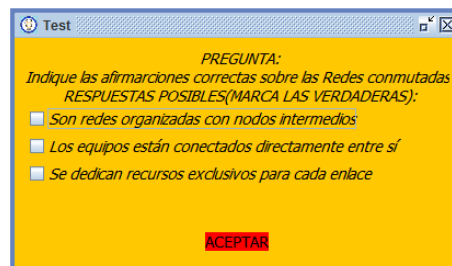 Test
PREGUNTA:
Indique las afirmarciones correctas sobre las Redes conmutadas
RESPUESTAS POSIBLES(MARCA LAS VERDADERAS):
Son redes organizadas con nodos intermedios
Los equipos están conectados directamente entre sí
Se dedican recursos exclusivos para cada enlace
ACEPTAR